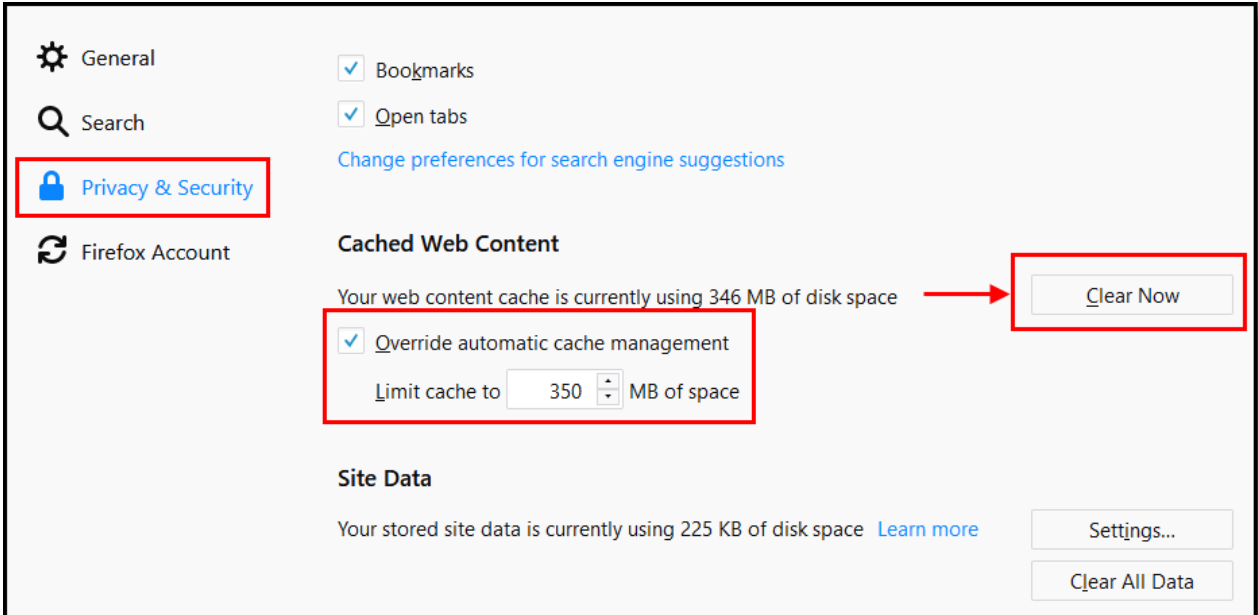 General
Search
Privacy & Security
Firefox Account
Bookmarks
Open tabs
Change preferences for search engine suggestions
Cached Web Content
Your web content cache is currently using 346 MB of disk space
Clear Now
Override automatic cache management
Limit cache to 350 MB of space
Site Data
Your stored site data is currently using 225 KB of disk space Learn more
Settings...
Clear All Data